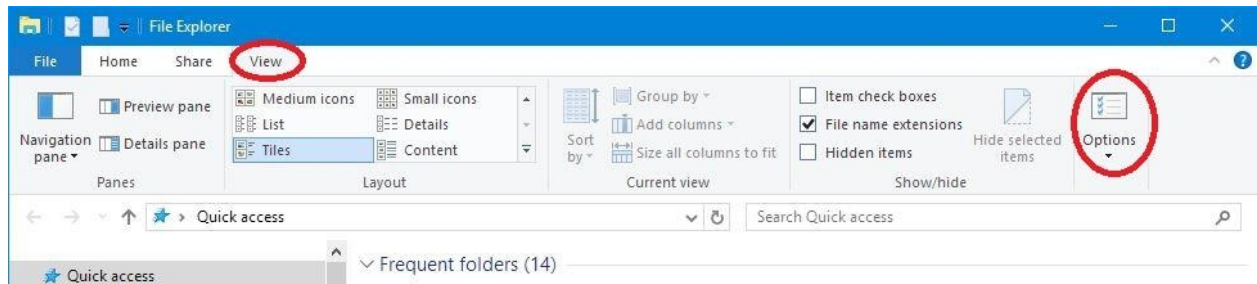 File Explorer
File Home Share View
Navigation pane
Preview pane
Details pane
Panes
Medium icons Small icons
List Details
Tiles Content
Layout
Sort by
Group by
Add columns
Size all columns to fit
Current view
Item check boxes
File name extensions
Hidden items
Hide selected items
Show/hide
Options
Quick access
Search Quick access
Quick access
Frequent folders (14)